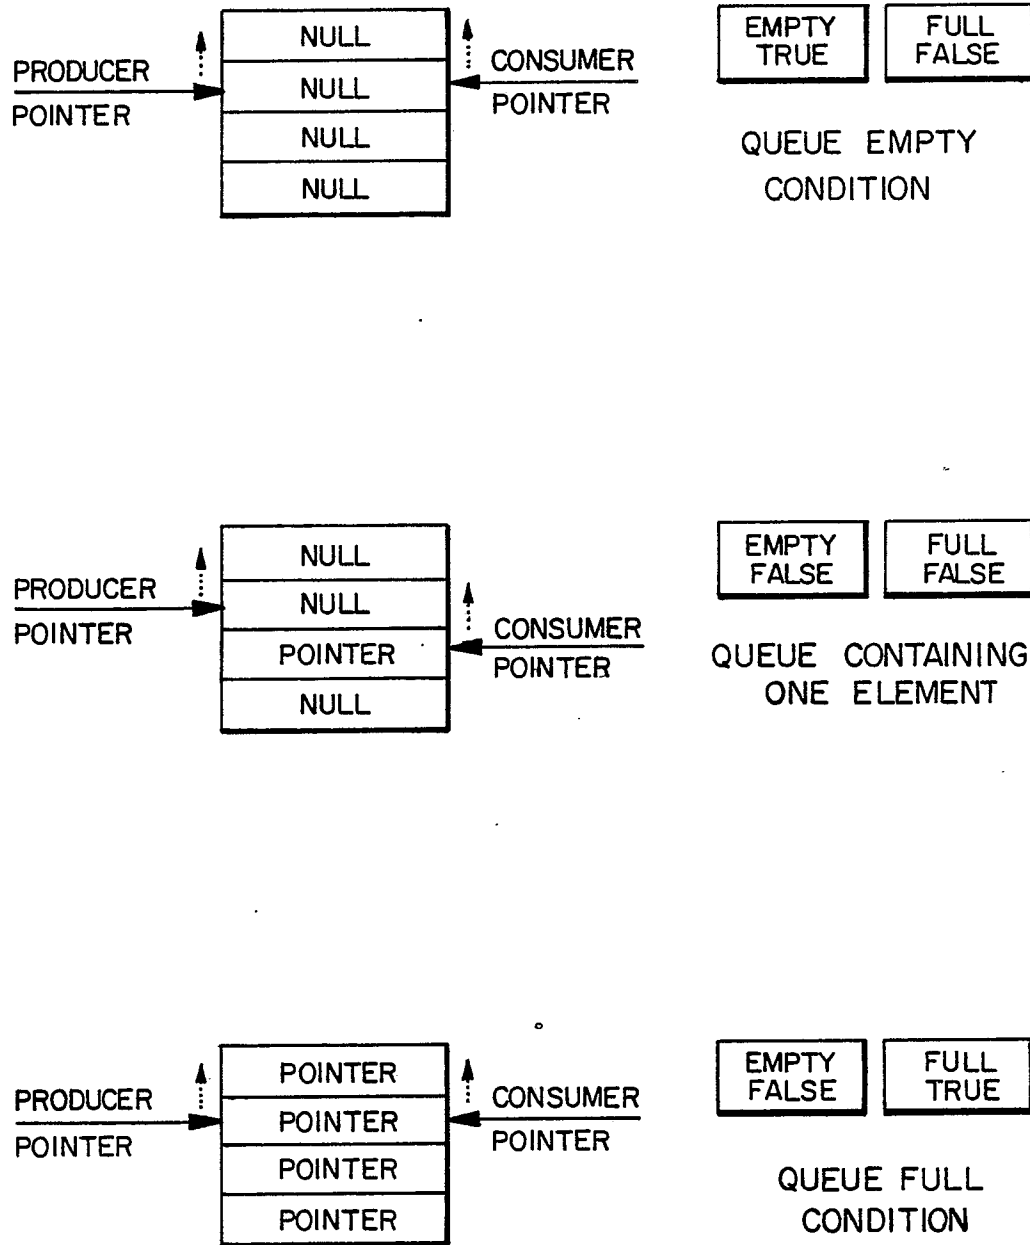 PRODUCER
POINTER
NULL
NULL
NULL
NULL
CONSUMER
POINTER
EMPTY
TRUE
FULL
FALSE
QUEUE EMPTY
CONDITION
PRODUCER
POINTER
NULL
NULL
POINTER
NULL
CONSUMER
POINTER
EMPTY
FALSE
FULL
FALSE
QUEUE CONTAINING
ONE ELEMENT
PRODUCER
POINTER
POINTER
POINTER
POINTER
POINTER
CONSUMER
POINTER
EMPTY
FALSE
FULL
TRUE
QUEUE FULL
CONDITION